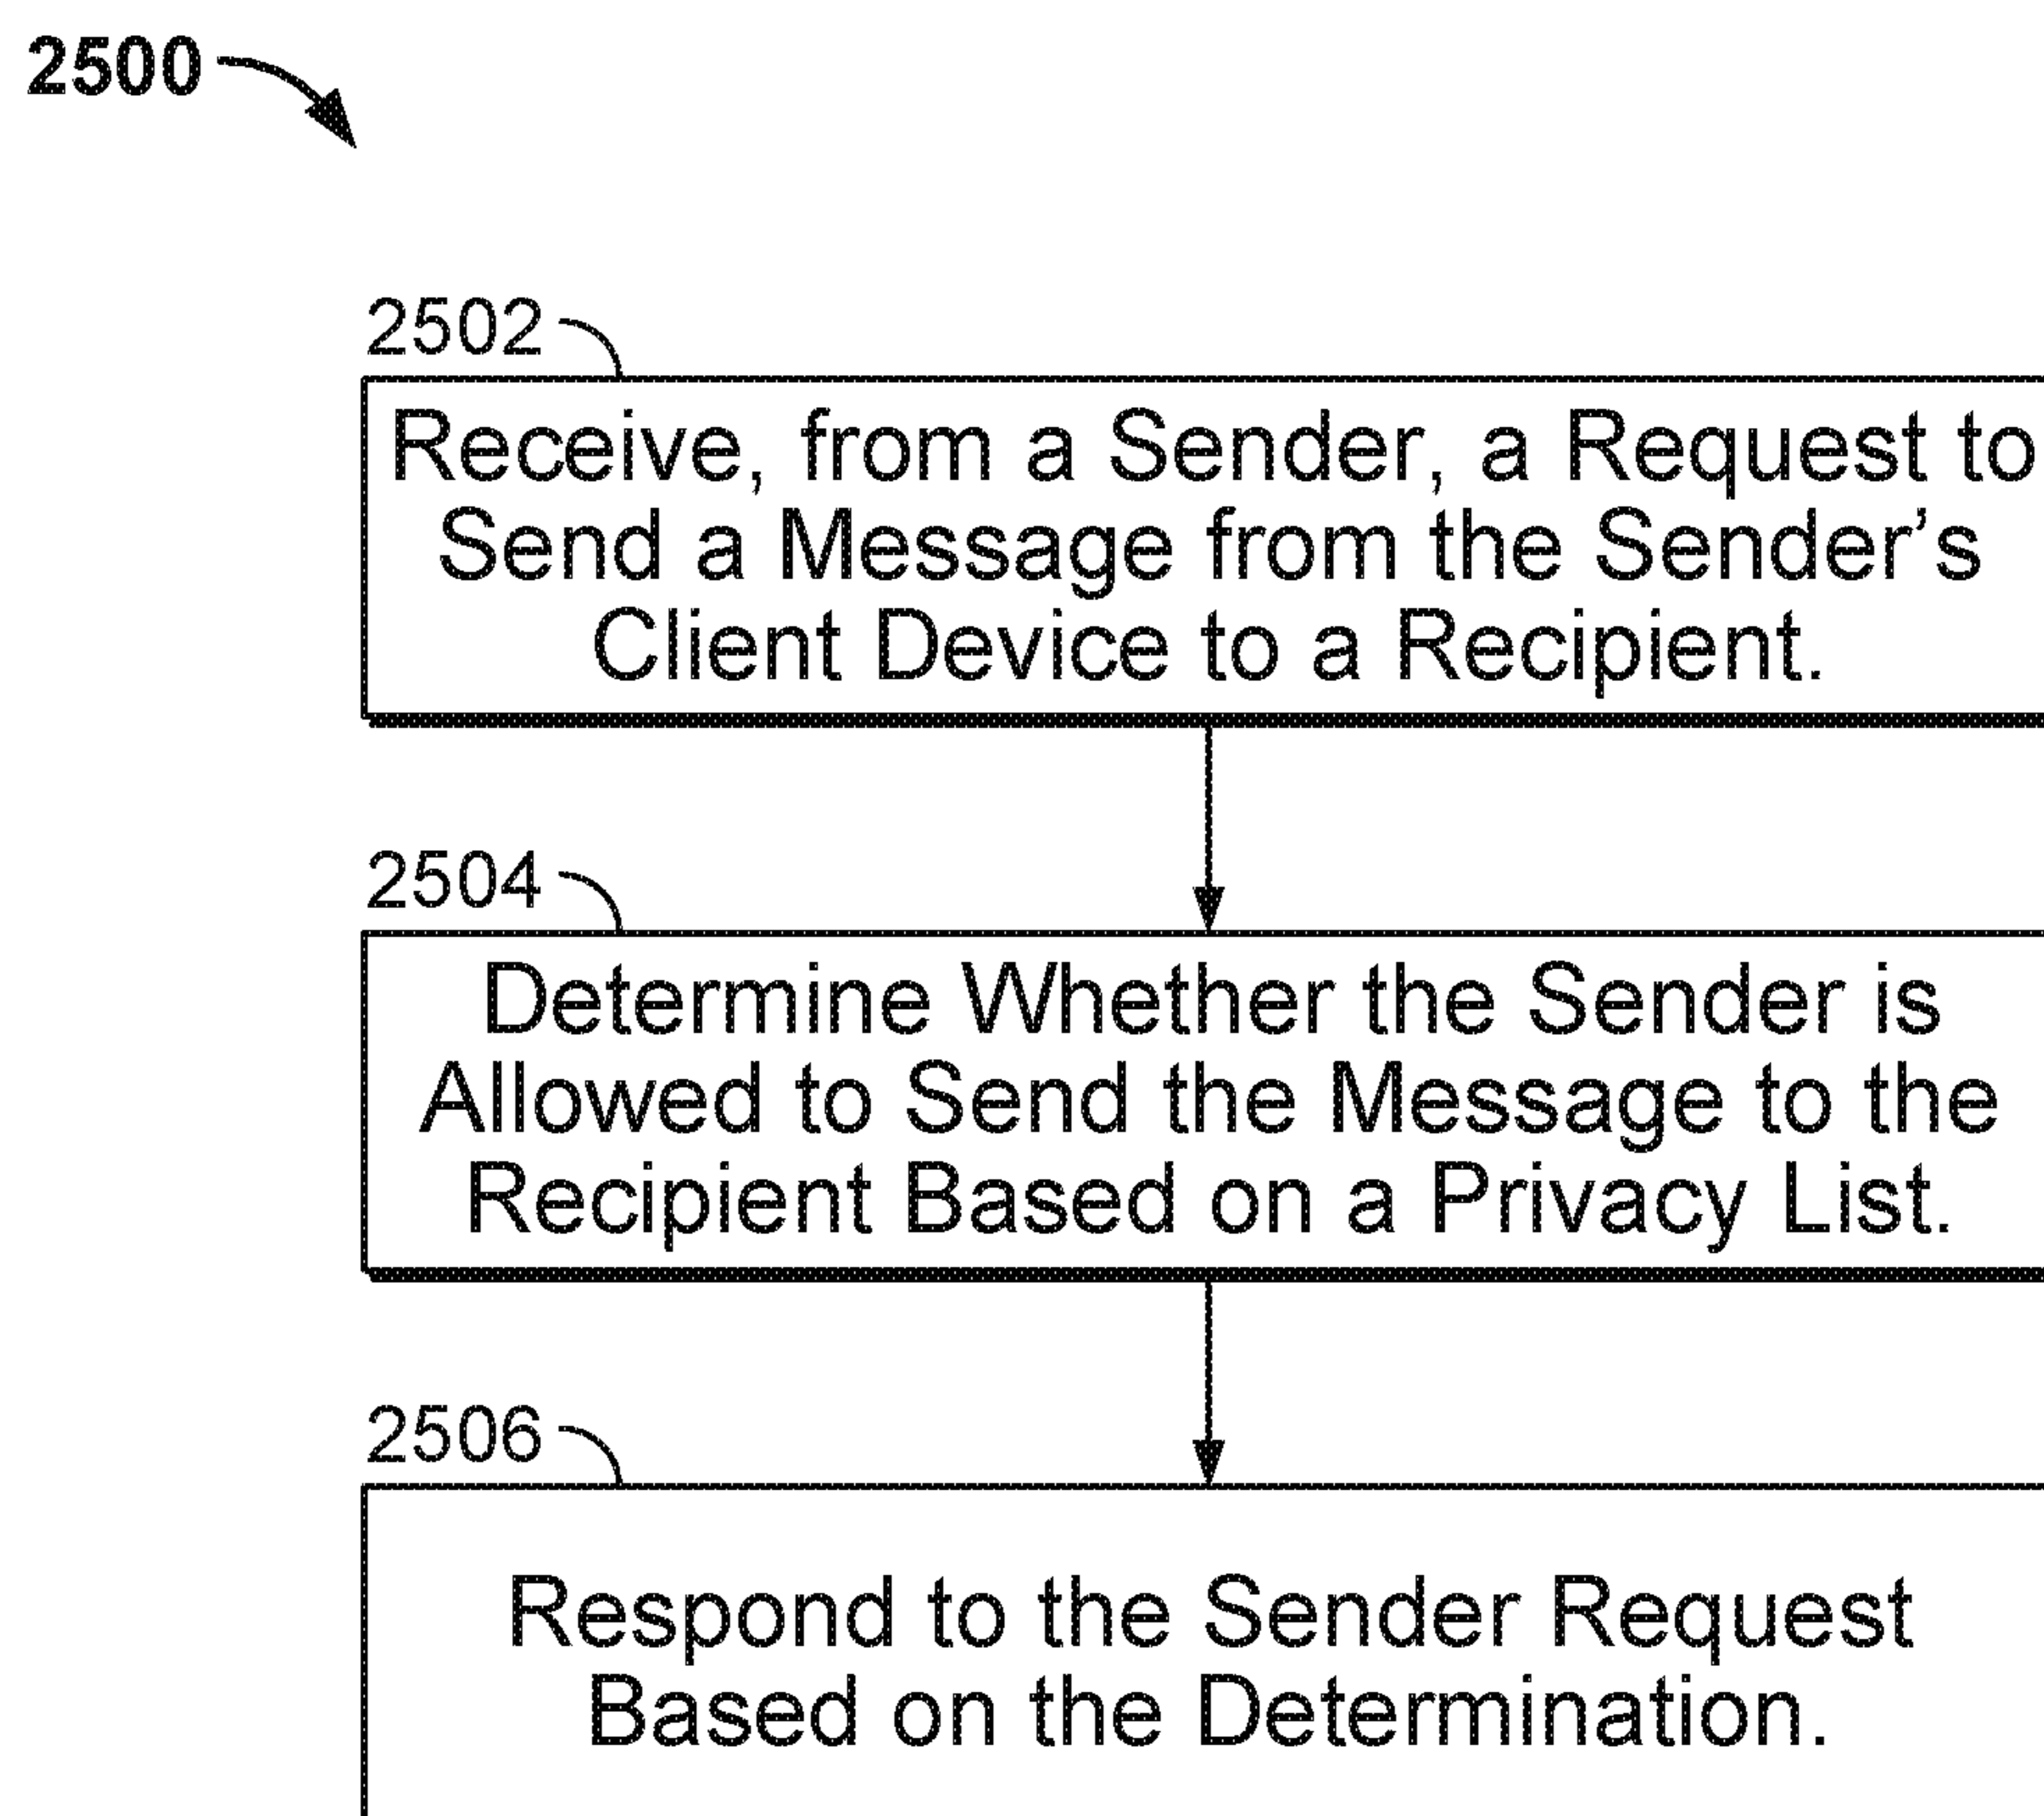 2500
2502
Receive, from a Sender, a Request to
Send a Message from the Sender's
Client Device to a Recipient.
2504
Determine Whether the Sender is
Allowed to Send the Message to the
Recipient Based on a Privacy List.
2506
Respond to the Sender Request
Based on the Determination.